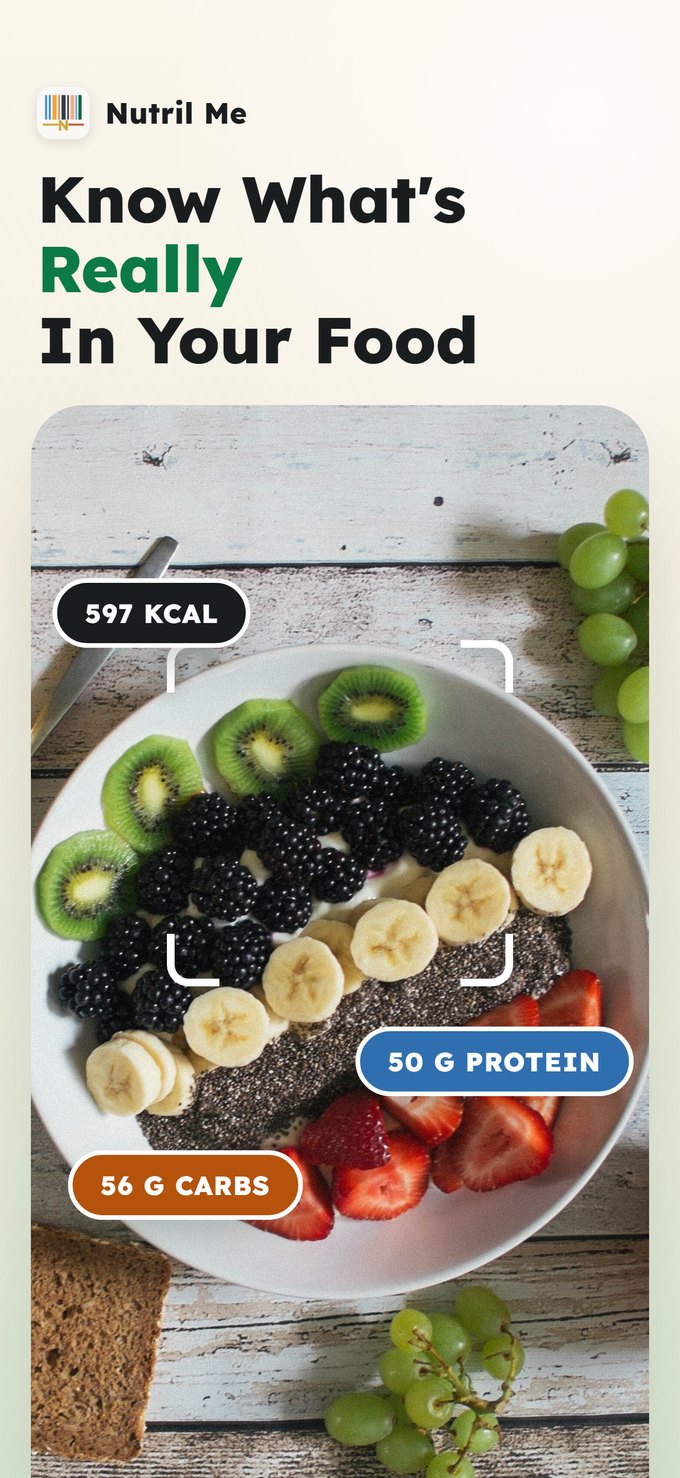 Nutril Me
Know What's
Really
In Your Food
597 KCAL
50 G PROTEIN
56 G CARBS